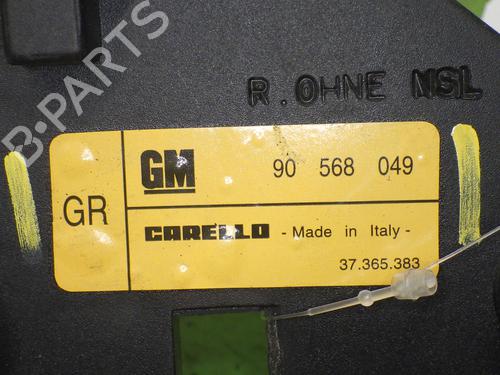 B-PARTS
R.OHNE NSL
GM 90 568 049
GR
CARELLO - Made in Italy -
37.365.383